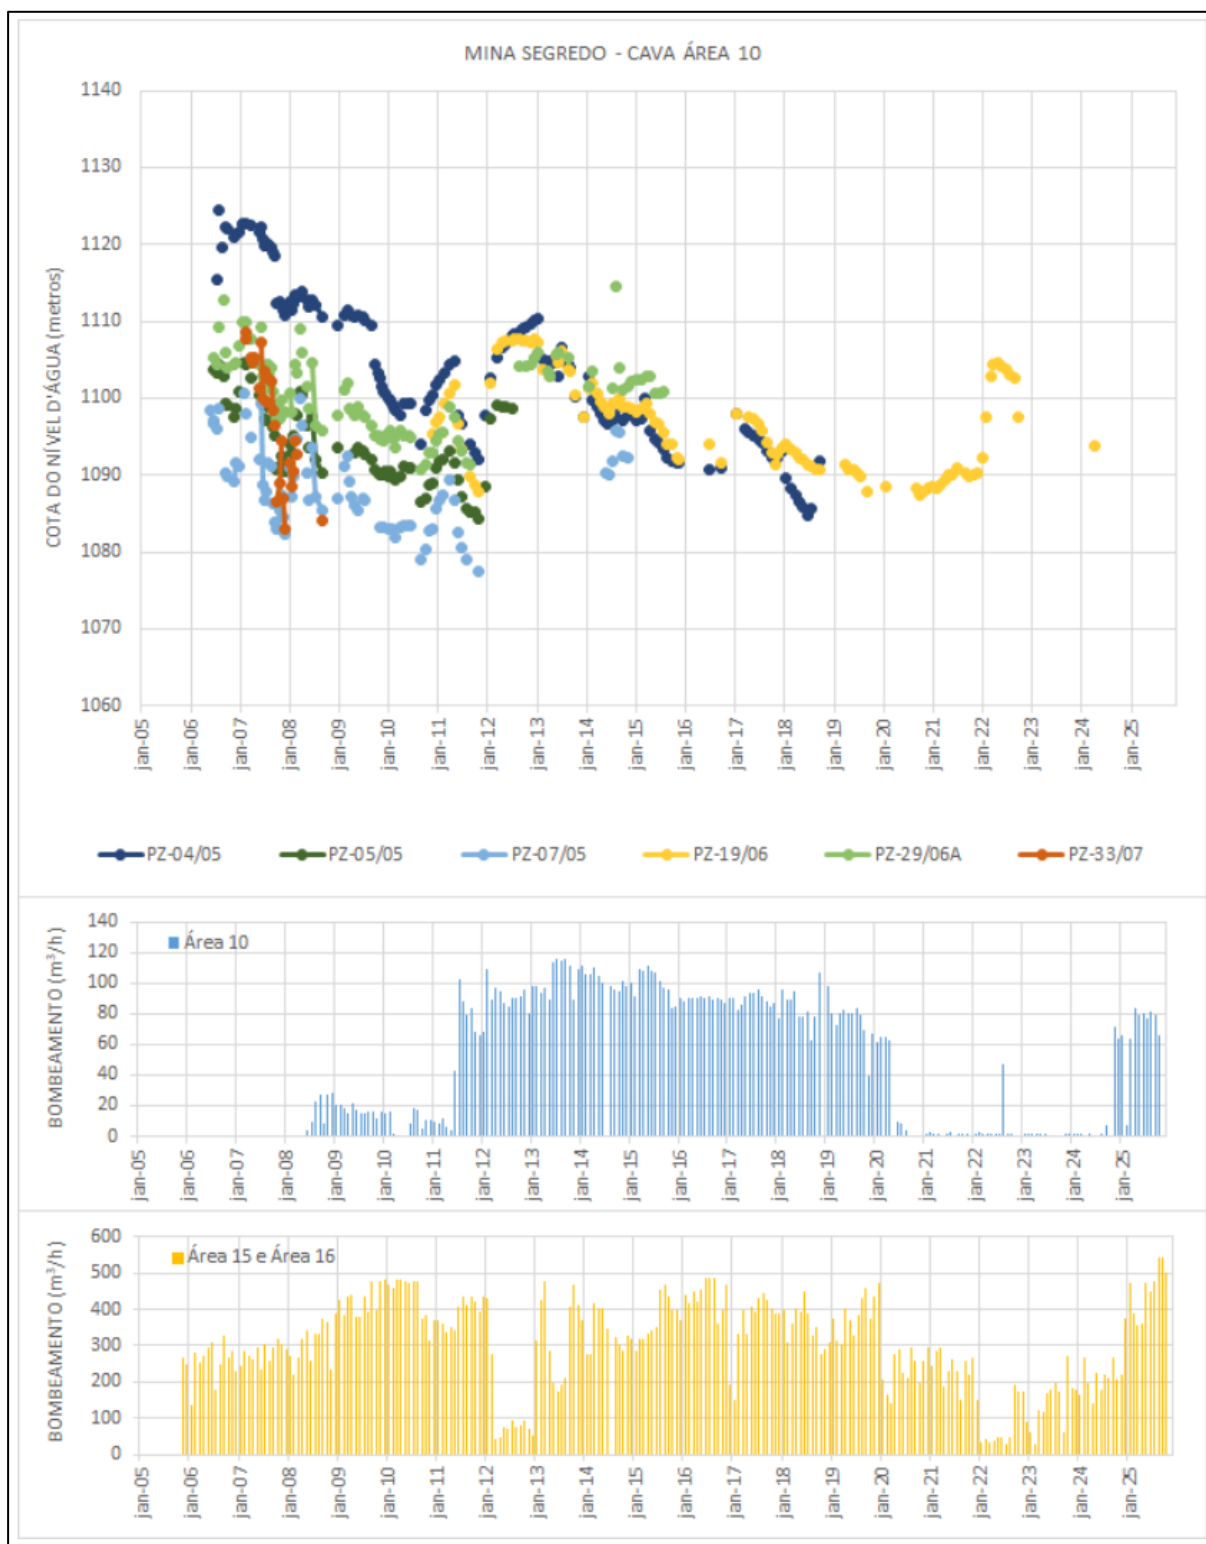 MINA SEGREDO - CAVA ÁREA 10
COTA DO NÍVEL D'ÁGUA (metros)
1140
1130
1120
1110
1100
1090
1080
1070
1060
jan-05
jan-06
jan-07
jan-08
jan-09
jan-10
jan-11
jan-12
jan-13
jan-14
jan-15
jan-16
jan-17
jan-18
jan-19
jan-20
jan-21
jan-22
jan-23
jan-24
jan-25
PZ-04/05 PZ-05/05 PZ-07/05 PZ-19/06 PZ-29/06A PZ-33/07
BOMBEAMENTO (m³/h)
140
120
100
80
60
40
20
0
Área 10
jan-05
jan-06
jan-07
jan-08
jan-09
jan-10
jan-11
jan-12
jan-13
jan-14
jan-15
jan-16
jan-17
jan-18
jan-19
jan-20
jan-21
jan-22
jan-23
jan-24
jan-25
BOMBEAMENTO (m³/h)
600
500
400
300
200
100
0
Área 15 e Área 16
jan-05
jan-06
jan-07
jan-08
jan-09
jan-10
jan-11
jan-12
jan-13
jan-14
jan-15
jan-16
jan-17
jan-18
jan-19
jan-20
jan-21
jan-22
jan-23
jan-24
jan-25